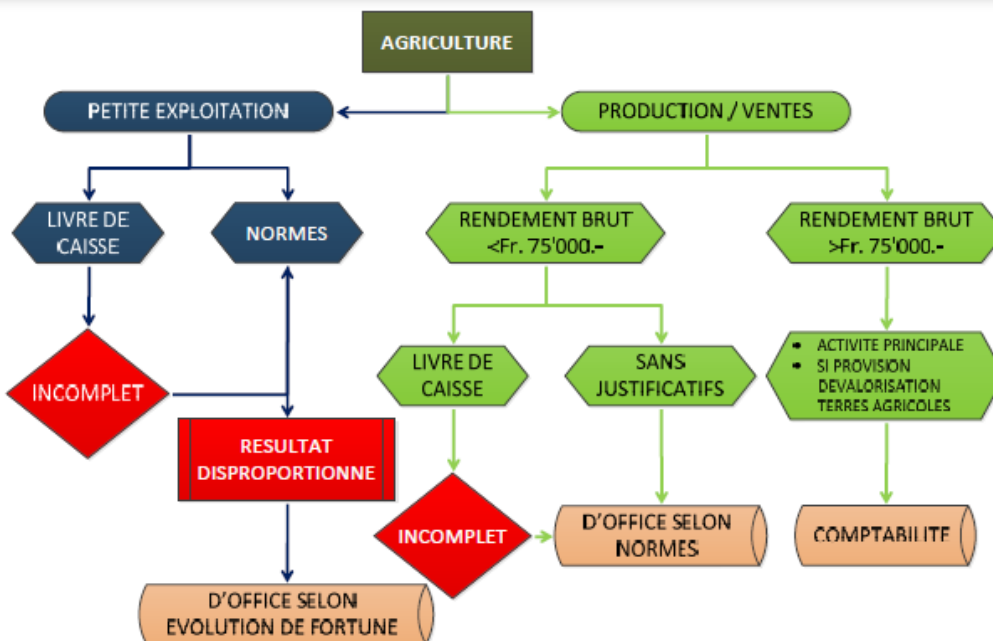 AGRICULTURE
PETITE EXPLOITATION
PRODUCTION / VENTES
LIVRE DE
CAISSE
NORMES
RENDEMENT BRUT
<Fr. 75'000.-
RENDEMENT BRUT
>Fr. 75'000.-
INCOMPLET
LIVRE DE
CAISSE
SANS
JUSTIFICATIFS
• ACTIVITE PRINCIPALE
• SI PROVISION
DEVALORISATION
TERRES AGRICOLES
RESULTAT
DISPROPORTIONNE
INCOMPLET
D'OFFICE SELON
NORMES
COMPTABILITE
D'OFFICE SELON
EVOLUTION DE FORTUNE